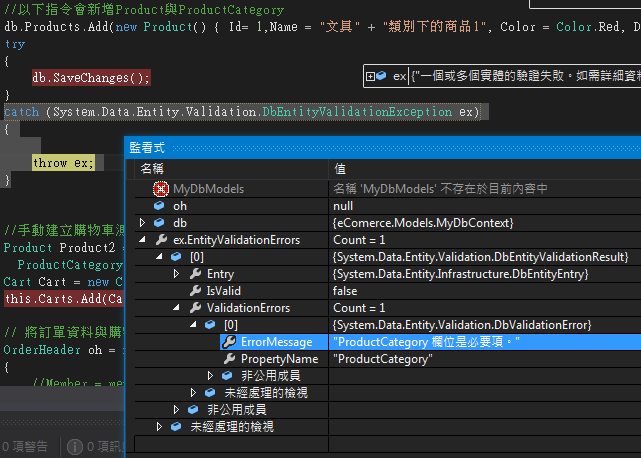 //以下指令會新增Product與ProductCategory
db.Products.Add(new Product() { Id= 1,Name = "文具" + "類別下的商品1", Color = Color.Red, D
try
{
db.SaveChanges();
ex {"一個或多個實體的驗證失敗。如需詳細資料
}
catch (System.Data.Entity.Validation.DbEntityValidationException ex)
{
throw ex;
}
//手動建立購物車測
Product Product2 =
ProductCategory
Cart Cart = new C
this.Carts.Add(Ca
// 將訂單資料與購
OrderHeader oh =
{
//Member = me
監看式
名稱 值
MyDbModels 名稱 'MyDbModels' 不存在於目前內容中
oh null
db {eComerce.Models.MyDbContext}
ex.EntityValidationErrors Count = 1
[0] {System.Data.Entity.Validation.DbEntityValidationResult}
Entry {System.Data.Entity.Infrastructure.DbEntityEntry}
IsValid false
ValidationErrors Count = 1
[0] {System.Data.Entity.Validation.DbValidationError}
ErrorMessage "ProductCategory 欄位是必要項。"
PropertyName "ProductCategory"
非公用成員
未經處理的檢視
非公用成員
未經處理的檢視
0 項警告 0 項訊